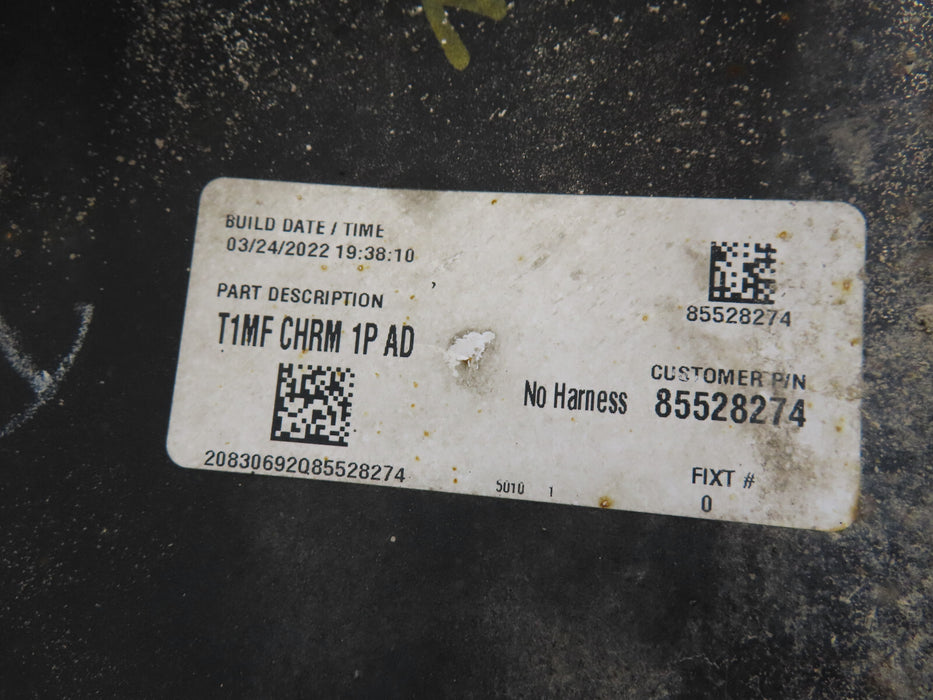 BUILD DATE / TIME
03/24/2022 19:38:10
85528274
PART DESCRIPTION
T1MF CHRM 1P AD
No Harness
CUSTOMER P/N
85528274
20830692Q85528274
5010 1
FIXT #
0